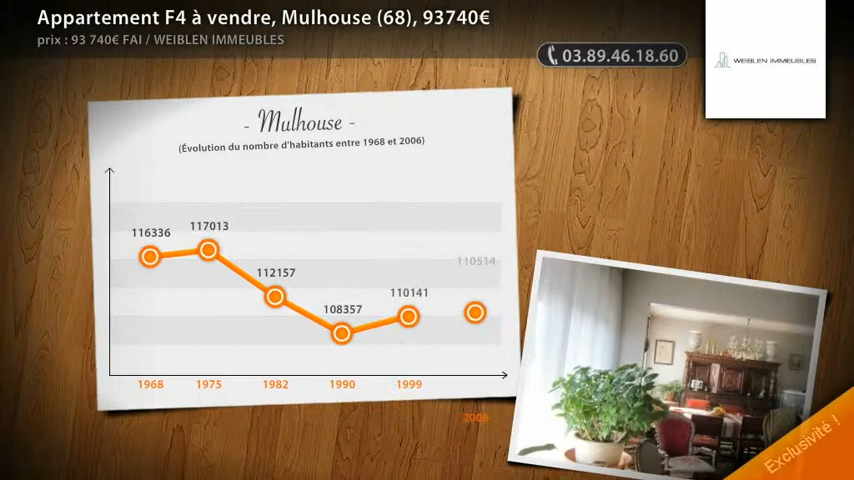 Appartement F4 à vendre, Mulhouse (68), 93740€
prix : 93 740€ FAI / WEIBLEN IMMEUBLES
03.89.46.18.60
WEIBLEN IMMEUBLES
- Mulhouse -
(Évolution du nombre d'habitants entre 1968 et 2006)
116336
117013
112157
108357
110141
110514
1968 1975 1982 1990 1999
2006
Exclusivité !